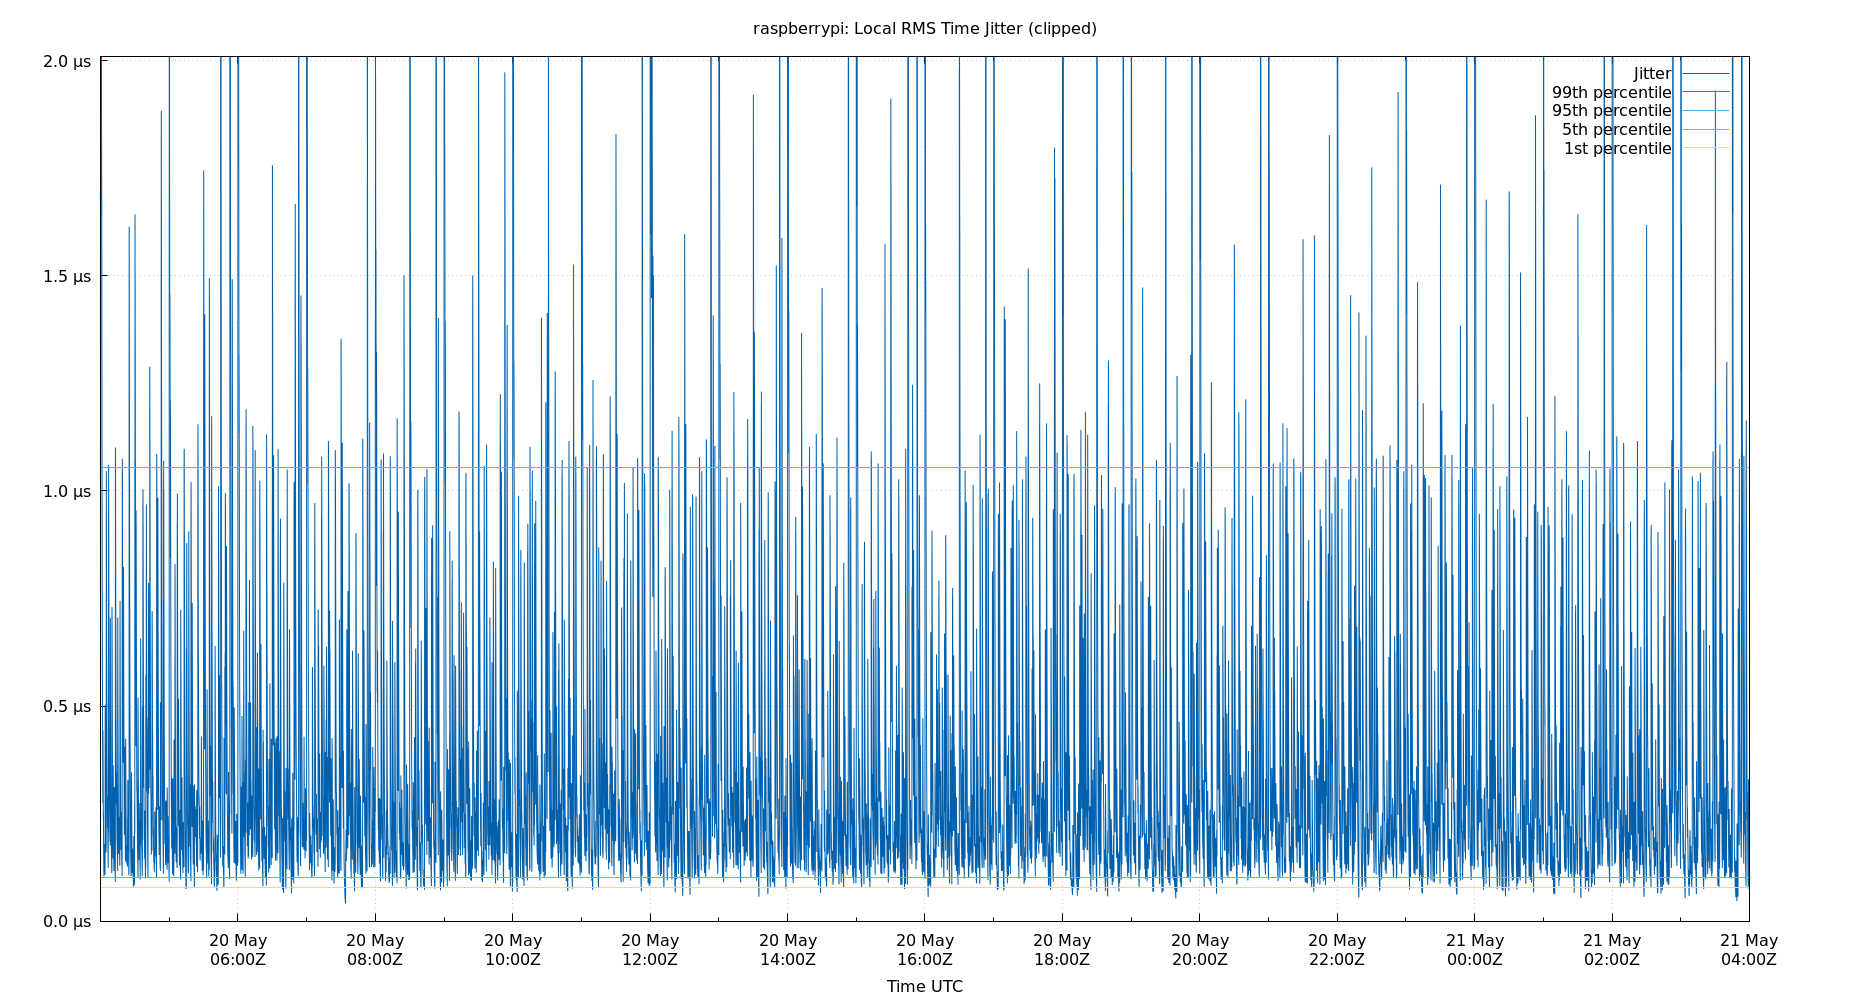 raspberrypi: Local RMS Time Jitter (clipped)
2.0 µs
1.5 µs
1.0 µs
0.5 µs
0.0 µs
Jitter
99th percentile
95th percentile
5th percentile
1st percentile
20 May
06:00Z
20 May
08:00Z
20 May
10:00Z
20 May
12:00Z
20 May
14:00Z
20 May
16:00Z
20 May
18:00Z
20 May
20:00Z
20 May
22:00Z
21 May
00:00Z
21 May
02:00Z
21 May
04:00Z
Time UTC